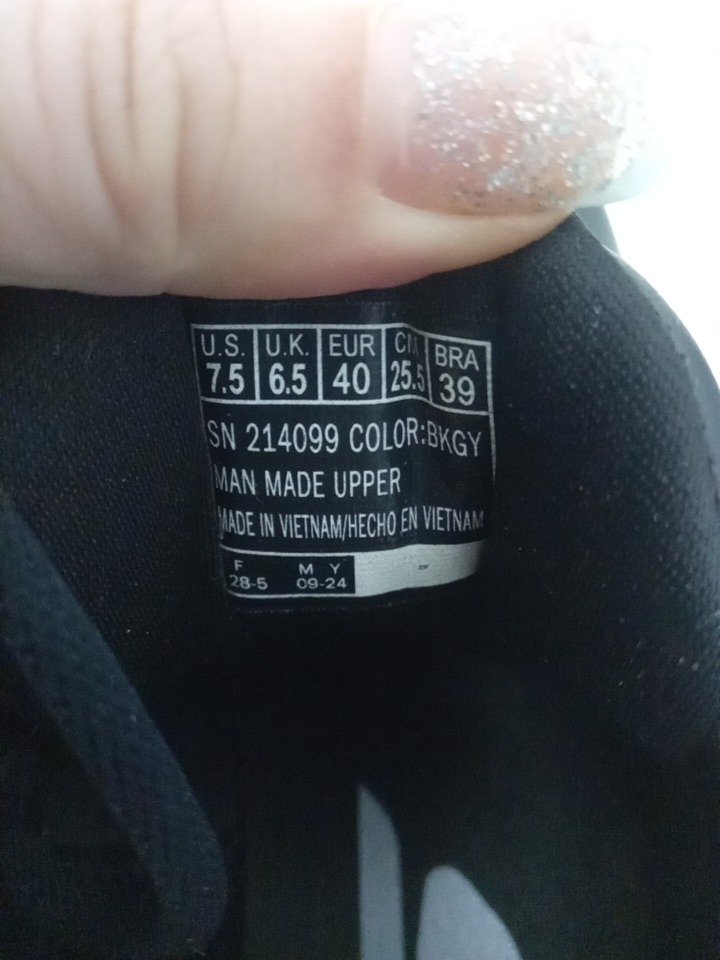 U.S. U.K. EUR CM BRA
7.5 6.5 40 25.5 39
SN 214099 COLOR:BKGY
MAN MADE UPPER
MADE IN VIETNAM/HECHO EN VIETNAM
F M Y
28-5 09-24